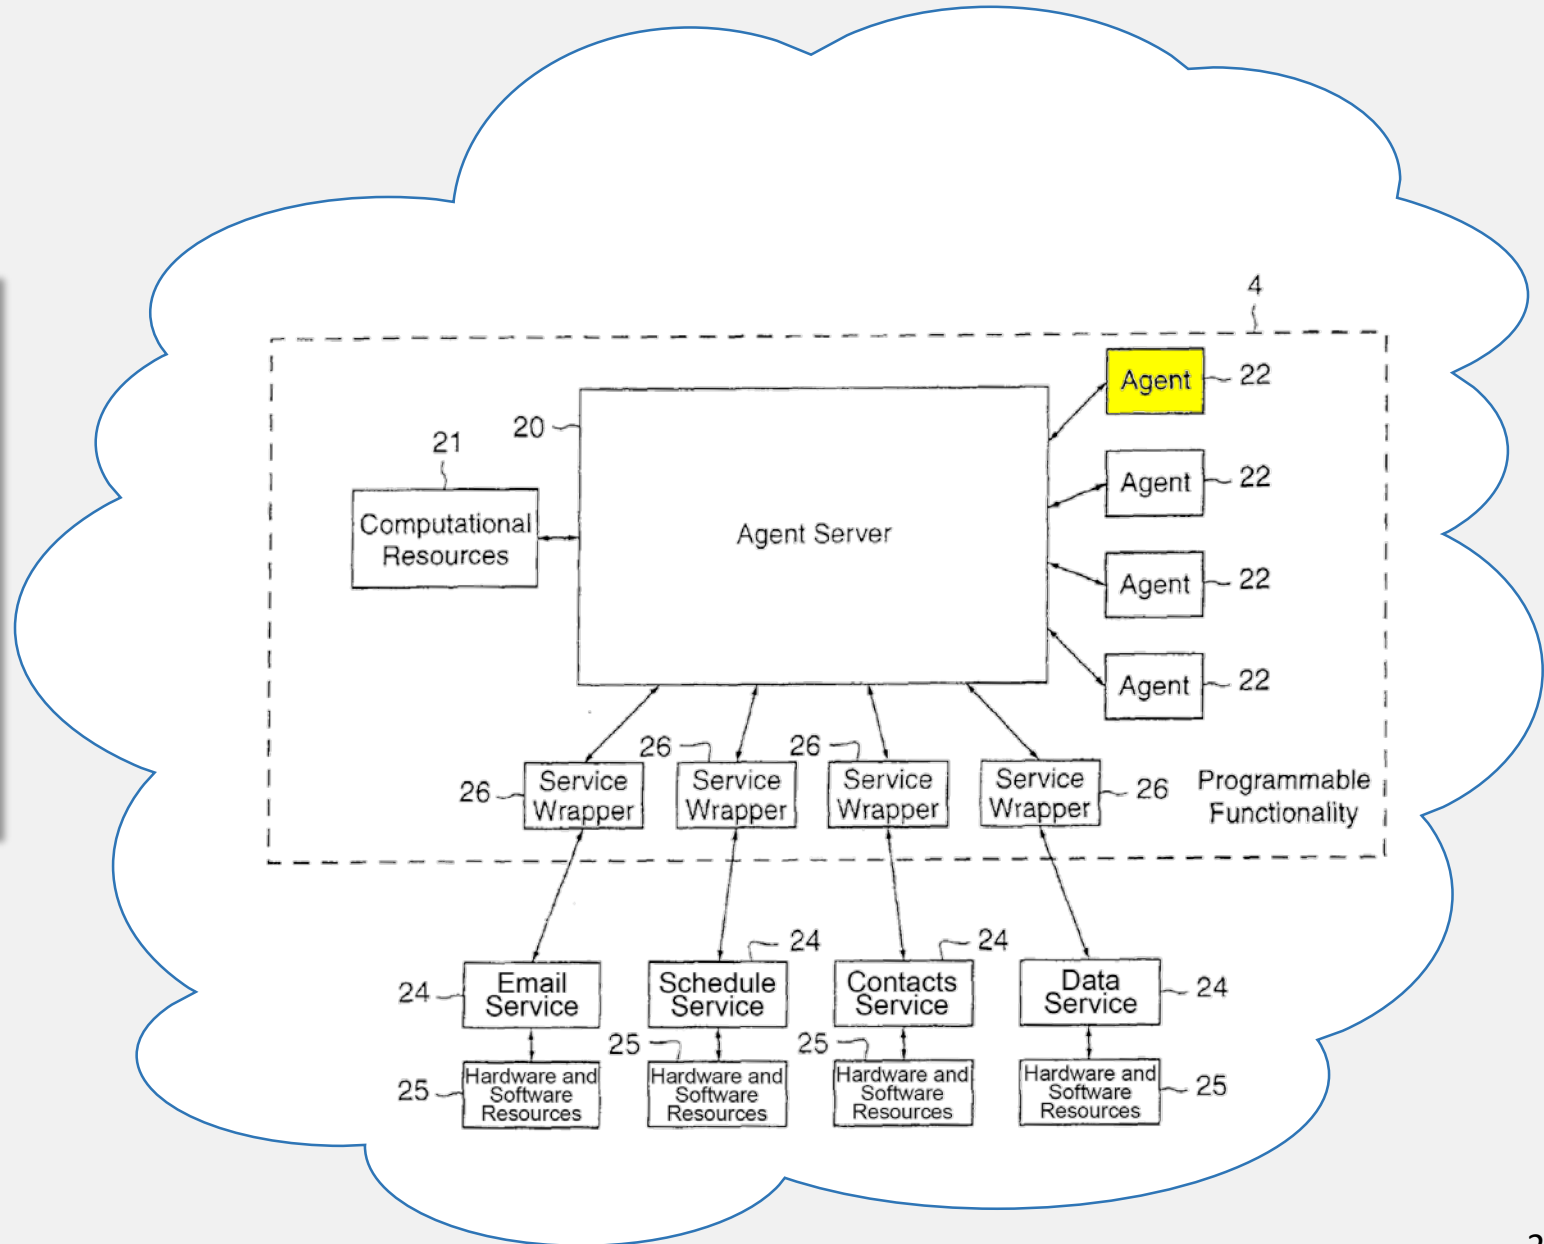 4
Agent
22
20
21
Agent
22
Computational
Resources
Agent Server
Agent
22
Agent
22
26
Service
Wrapper
26
Service
Wrapper
26
Service
Wrapper
Service
Wrapper
26
Programmable
Functionality
24
Email
Service
24
Schedule
Service
24
Contacts
Service
Data
Service
24
25
Hardware and
Software
Resources
25
Hardware and
Software
Resources
25
Hardware and
Software
Resources
Hardware and
Software
Resources
25